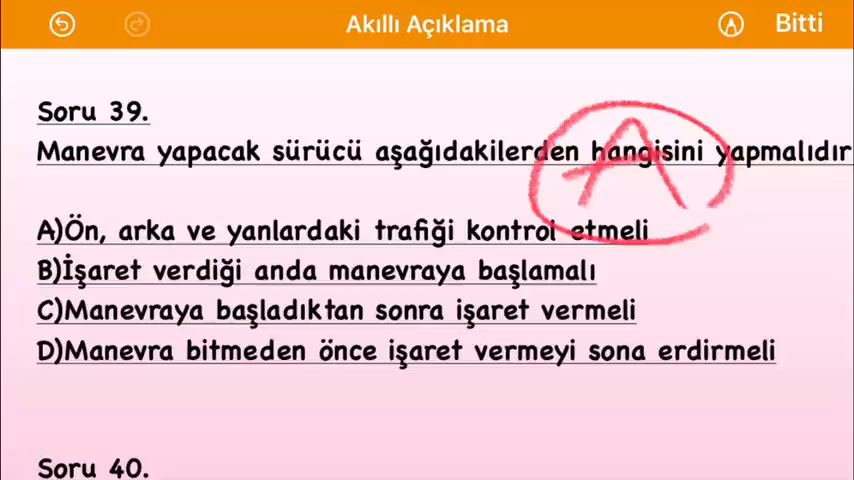 Akıllı Açıklama
Bitti
Soru 39.
Manevra yapacak sürücü aşağıdakilerden hangisini yapmalıdır
A
A)Ön, arka ve yanlardaki trafiği kontrol etmeli
B)İşaret verdiği anda manevraya başlamalı
C)Manevraya başladıktan sonra işaret vermeli
D)Manevra bitmeden önce işaret vermeyi sona erdirmeli
Soru 40.